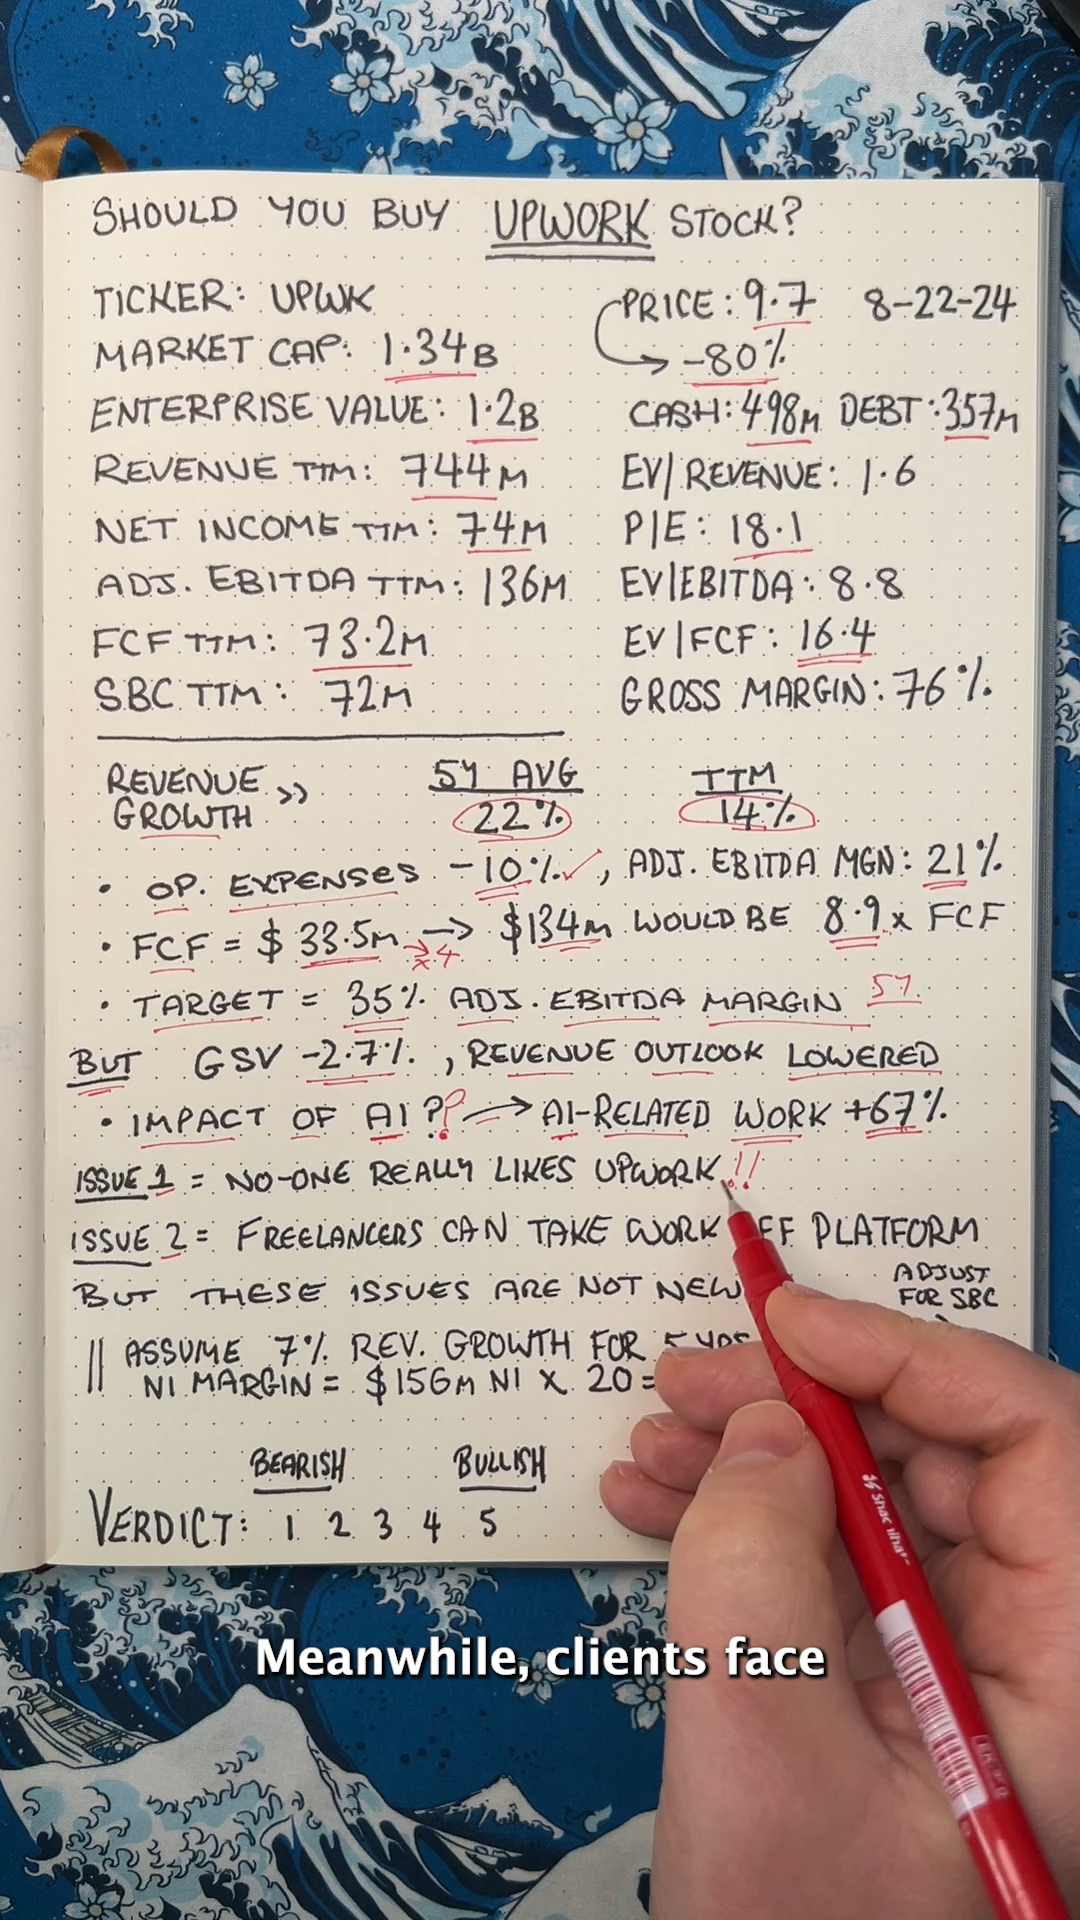 SHOULD YOU BUY UPWORK STOCK?
TICKER: UPWK PRICE: 9.7 8-22-24
MARKET CAP: 1.34B → -80%
ENTERPRISE VALUE: 1.2B CASH: 498M DEBT: 357M
REVENUE TTM: 744M EV/REVENUE: 1.6
NET INCOME TTM: 74M P/E: 18.1
ADJ. EBITDA TTM: 136M EV/EBITDA: 8.8
FCF TTM: 73.2M EV/FCF: 16.4
SBC TTM: 72M GROSS MARGIN: 76%
REVENUE GROWTH >> 5Y AVG TTM
22% 14%
• OP. EXPENSES -10% ✓, ADJ. EBITDA MGN: 21%
• FCF = $33.5M → $134M WOULD BE 8.9x FCF
x4
• TARGET = 35% ADJ. EBITDA MARGIN 5Y
BUT GSV -2.7%, REVENUE OUTLOOK LOWERED
• IMPACT OF AI?? → AI-RELATED WORK +67%
ISSUE 1 = NO-ONE REALLY LIKES UPWORK!!
ISSUE 2 = FREELANCERS CAN TAKE WORK PLATFORM
BUT THESE ISSUES ARE NOT NEW
ADJUST
FOR SBC
ASSUME 7% REV. GROWTH FOR 5 YRS
NI MARGIN = $156M NI X 20 =
BEARISH BULLISH
VERDICT: 1 2 3 4 5
Meanwhile, clients face